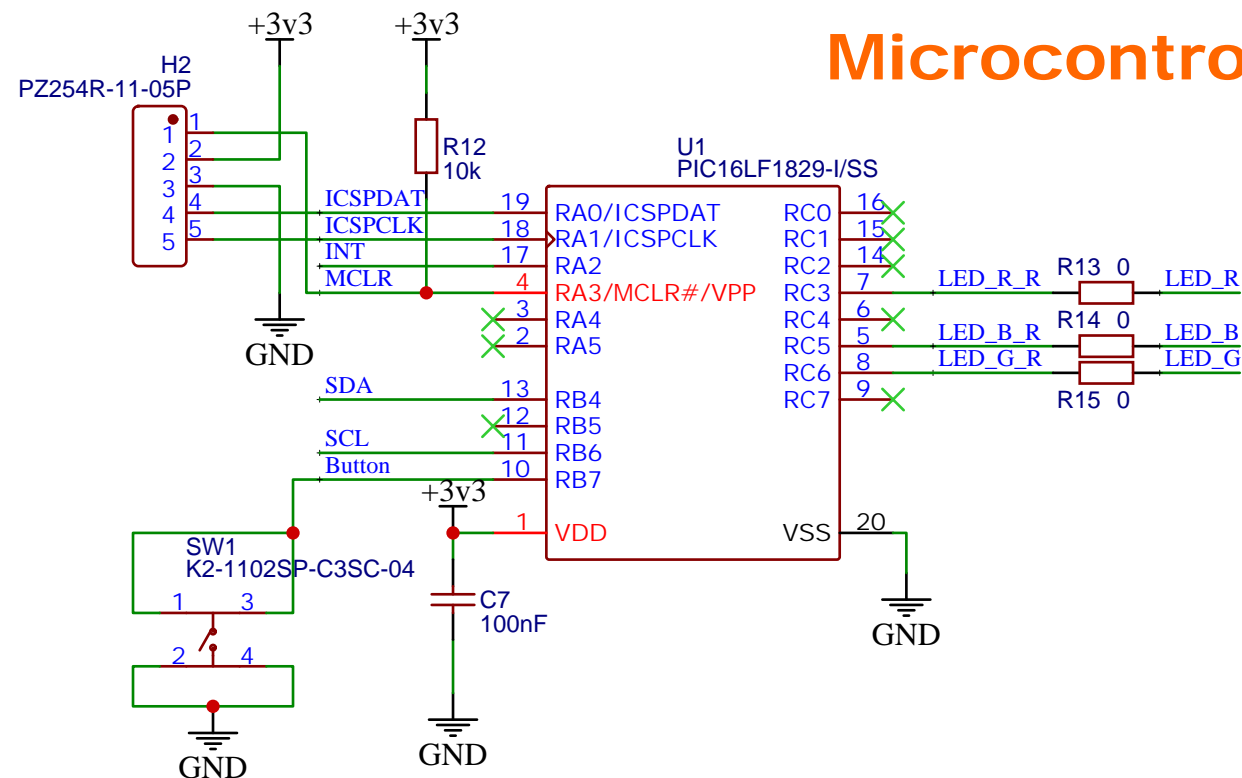 +3v3
+3v3
Microcontro
H2
PZ254R-11-05P
1
2
3
4
5
1
2
3
4
5
R12
10k
U1
PIC16LF1829-I/SS
ICSPDAT
ICSPCLK
INT
MCLR
19
18
17
4
3
2
13
12
11
10
1
RA0/ICSPDAT
RA1/ICSPCLK
RA2
RA3/MCLR#/VPP
RA4
RA5
RB4
RB5
RB6
RB7
VDD
RC0
RC1
RC2
RC3
RC4
RC5
RC6
RC7
VSS
16
15
14
7
6
5
8
9
20
LED_R_R
R13 0
LED_R
R14 0
LED_B_R
LED_B
LED_G_R
LED_G
R15 0
GND
SDA
SCL
Button
+3v3
SW1
K2-1102SP-C3SC-04
1 3
2 4
C7
100nF
GND
GND
GND